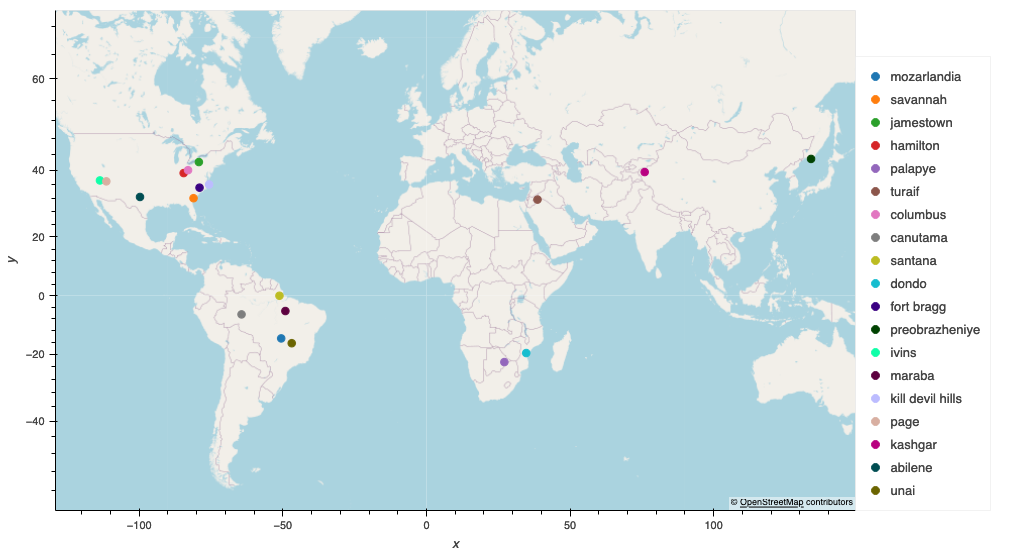 60
40
20
0
−20
−40
y
−100
−50
0
50
100
x
© OpenStreetMap contributors
mozarlandia
savannah
jamestown
hamilton
palapye
turaif
columbus
canutama
santana
dondo
fort bragg
preobrazheniye
ivins
maraba
kill devil hills
page
kashgar
abilene
unai